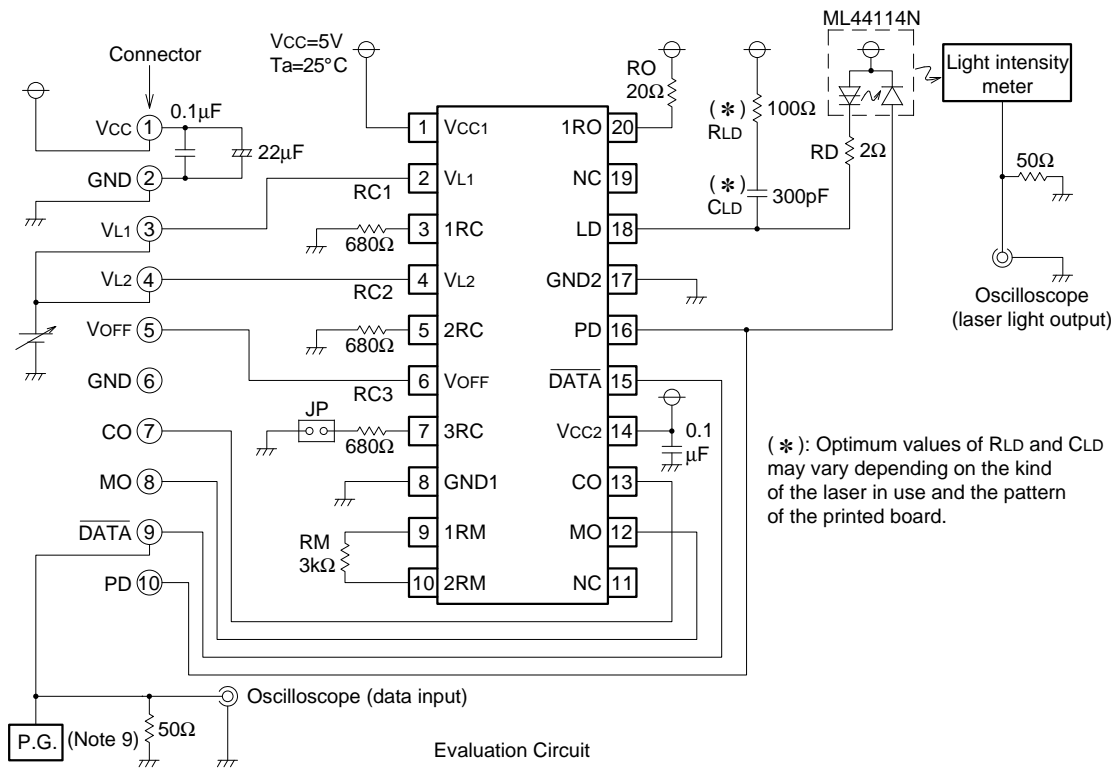 ML44114N
Connector
VCC=5V
Ta=25°C
RO
20Ω
Light intensity
meter
VCC 1
0.1µF
22µF
GND 2
VL1 3
VL2 4
VOFF 5
GND 6
CO 7
MO 8
DATA 9
PD 10
RC1
680Ω
RC2
680Ω
RC3
JP
680Ω
RM
3kΩ
1 VCC1
2 VL1
3 1RC
4 VL2
5 2RC
6 VOFF
7 3RC
8 GND1
9 1RM
10 2RM
1RO 20
NC 19
LD 18
GND2 17
PD 16
DATA 15
VCC2 14
CO 13
MO 12
NC 11
(*)
RLD
100Ω
(*)
CLD
300pF
RD
2Ω
50Ω
Oscilloscope
(laser light output)
0.1
µF
(*): Optimum values of RLD and CLD
may vary depending on the kind
of the laser in use and the pattern
of the printed board.
Oscilloscope (data input)
P.G. (Note 9)
50Ω
Evaluation Circuit